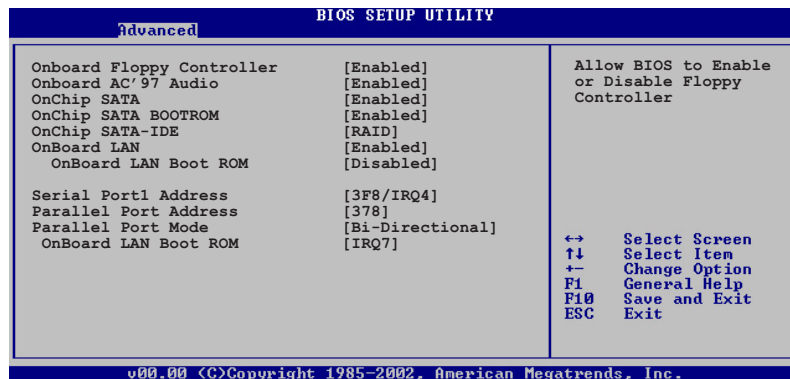 BIOS SETUP UTILITY
Advanced
Onboard Floppy Controller [Enabled]
Onboard AC'97 Audio [Enabled]
OnChip SATA [Enabled]
OnChip SATA BOOTROM [Enabled]
OnChip SATA-IDE [RAID]
OnBoard LAN [Enabled]
OnBoard LAN Boot ROM [Disabled]
Serial Port1 Address [3F8/IRQ4]
Parallel Port Address [378]
Parallel Port Mode [Bi-Directional]
OnBoard LAN Boot ROM [IRQ7]
Allow BIOS to Enable
or Disable Floppy
Controller
←→ Select Screen
↑↓ Select Item
+- Change Option
F1 General Help
F10 Save and Exit
ESC Exit
v00.00 (C)Copyright 1985-2002, American Megatrends, Inc.